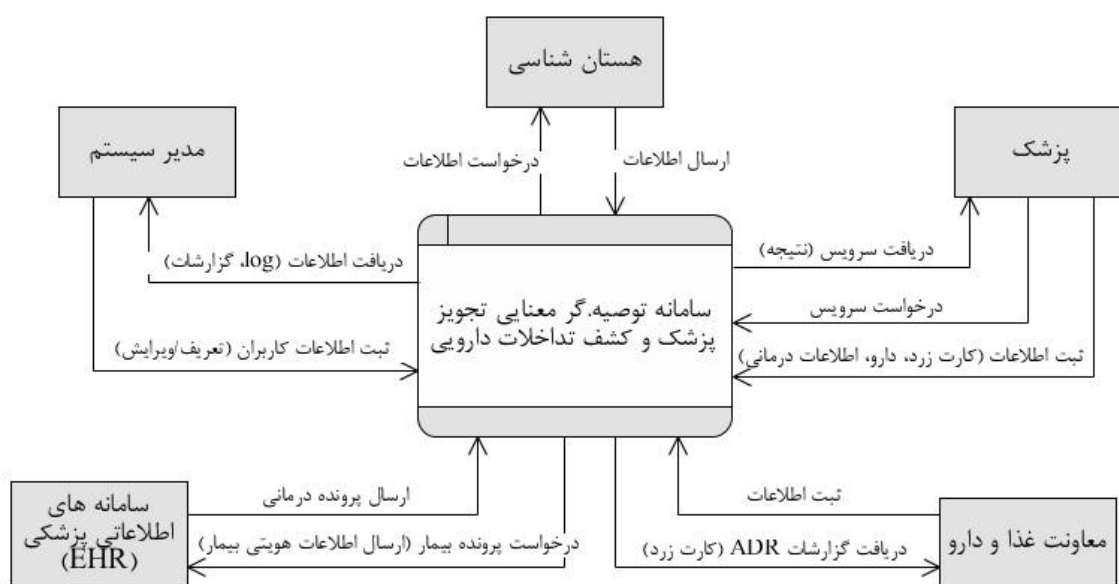 هستان شناسی
مدیر سیستم
پزشک
درخواست اطلاعات
ارسال اطلاعات
دریافت اطلاعات (log، گزارشات)
دریافت سرویس (نتیجه)
سامانه توصیه.گر معنایی تجویز
پزشک و کشف تداخلات دارویی
درخواست سرویس
ثبت اطلاعات کاربران (تعریف/ویرایش)
ثبت اطلاعات (کارت زرد، دارو، اطلاعات درمانی)
سامانه های
اطلاعاتی پزشکی
(EHR)
ارسال پرونده درمانی
ثبت اطلاعات
درخواست پرونده بیمار (ارسال اطلاعات هویتی بیمار)
دریافت گزارشات ADR (کارت زرد)
معاونت غذا و دارو